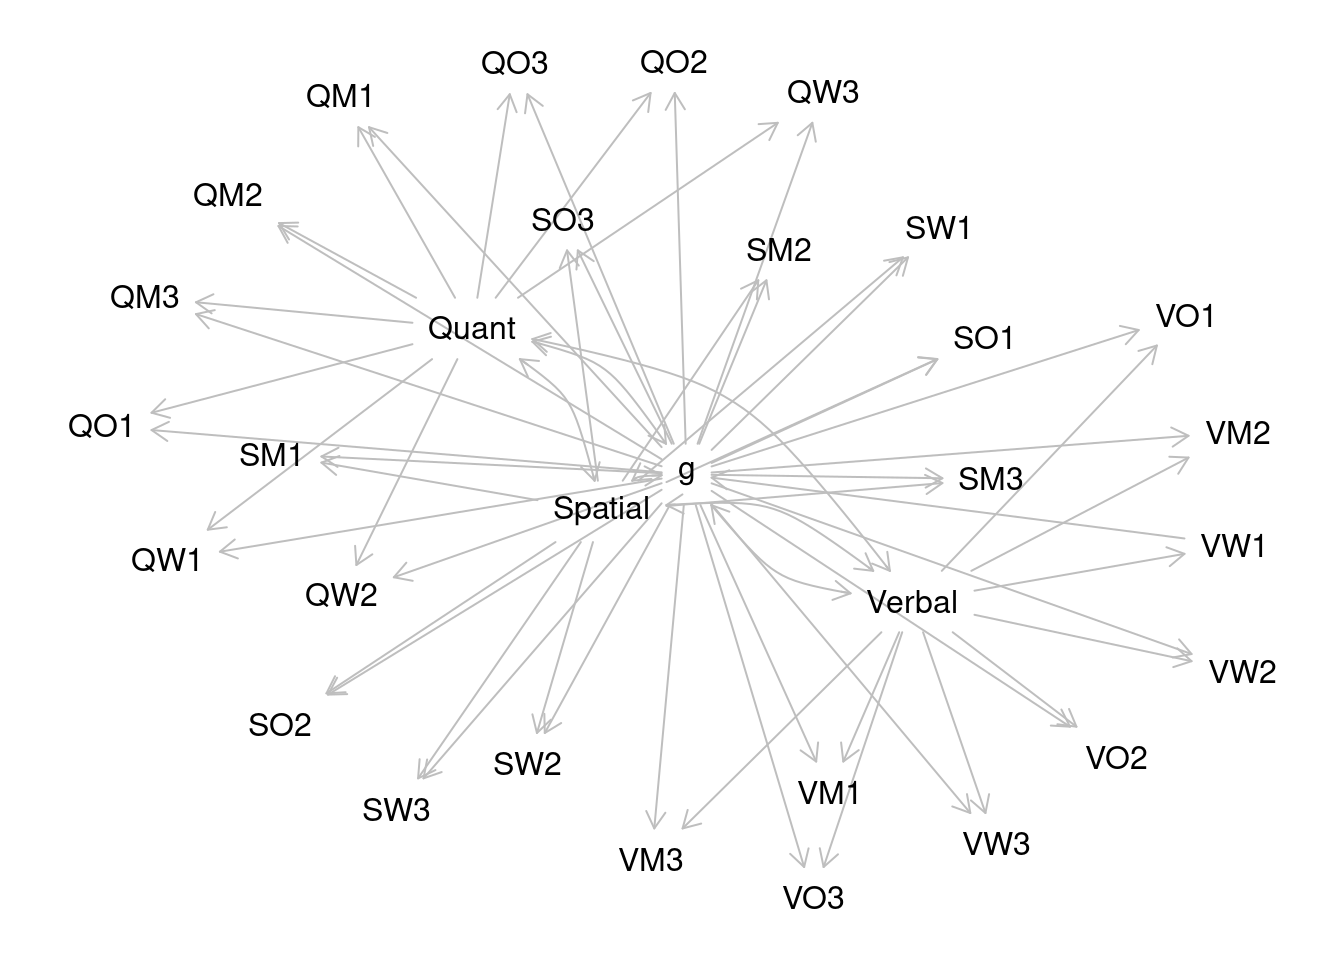 QO3
QO2
QW3
QM1
QM2
SO3
SW1
SM2
QM3
VO1
Quant
SO1
QO1
VM2
SM1
g
SM3
Spatial
VW1
QW1
QW2
Verbal
VW2
SO2
VO2
SW2
VM1
SW3
VW3
VM3
VO3